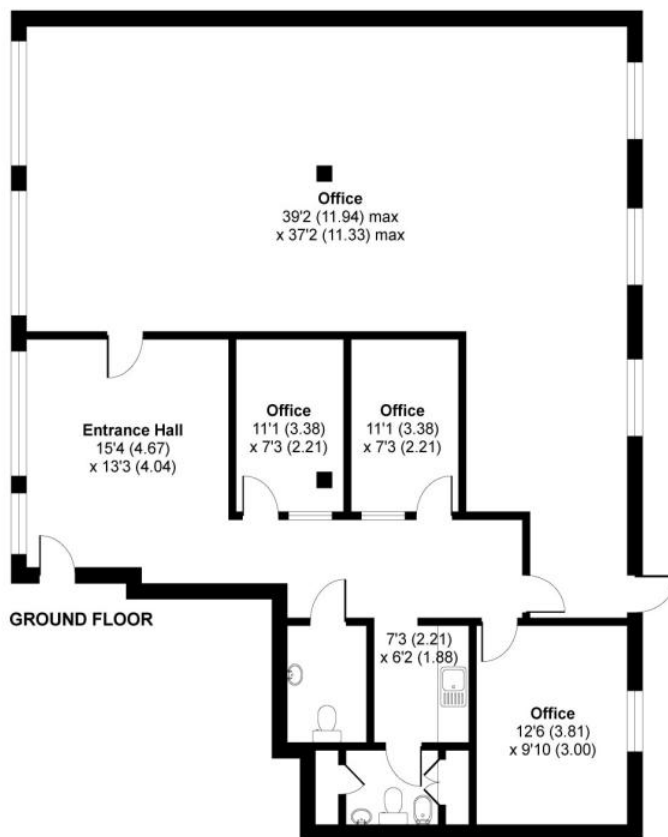 Office
39'2 (11.94) max
x 37'2 (11.33) max
Entrance Hall
15'4 (4.67)
x 13'3 (4.04)
Office
11'1 (3.38)
x 7'3 (2.21)
Office
11'1 (3.38)
x 7'3 (2.21)
GROUND FLOOR
7'3 (2.21)
x 6'2 (1.88)
Office
12'6 (3.81)
x 9'10 (3.00)